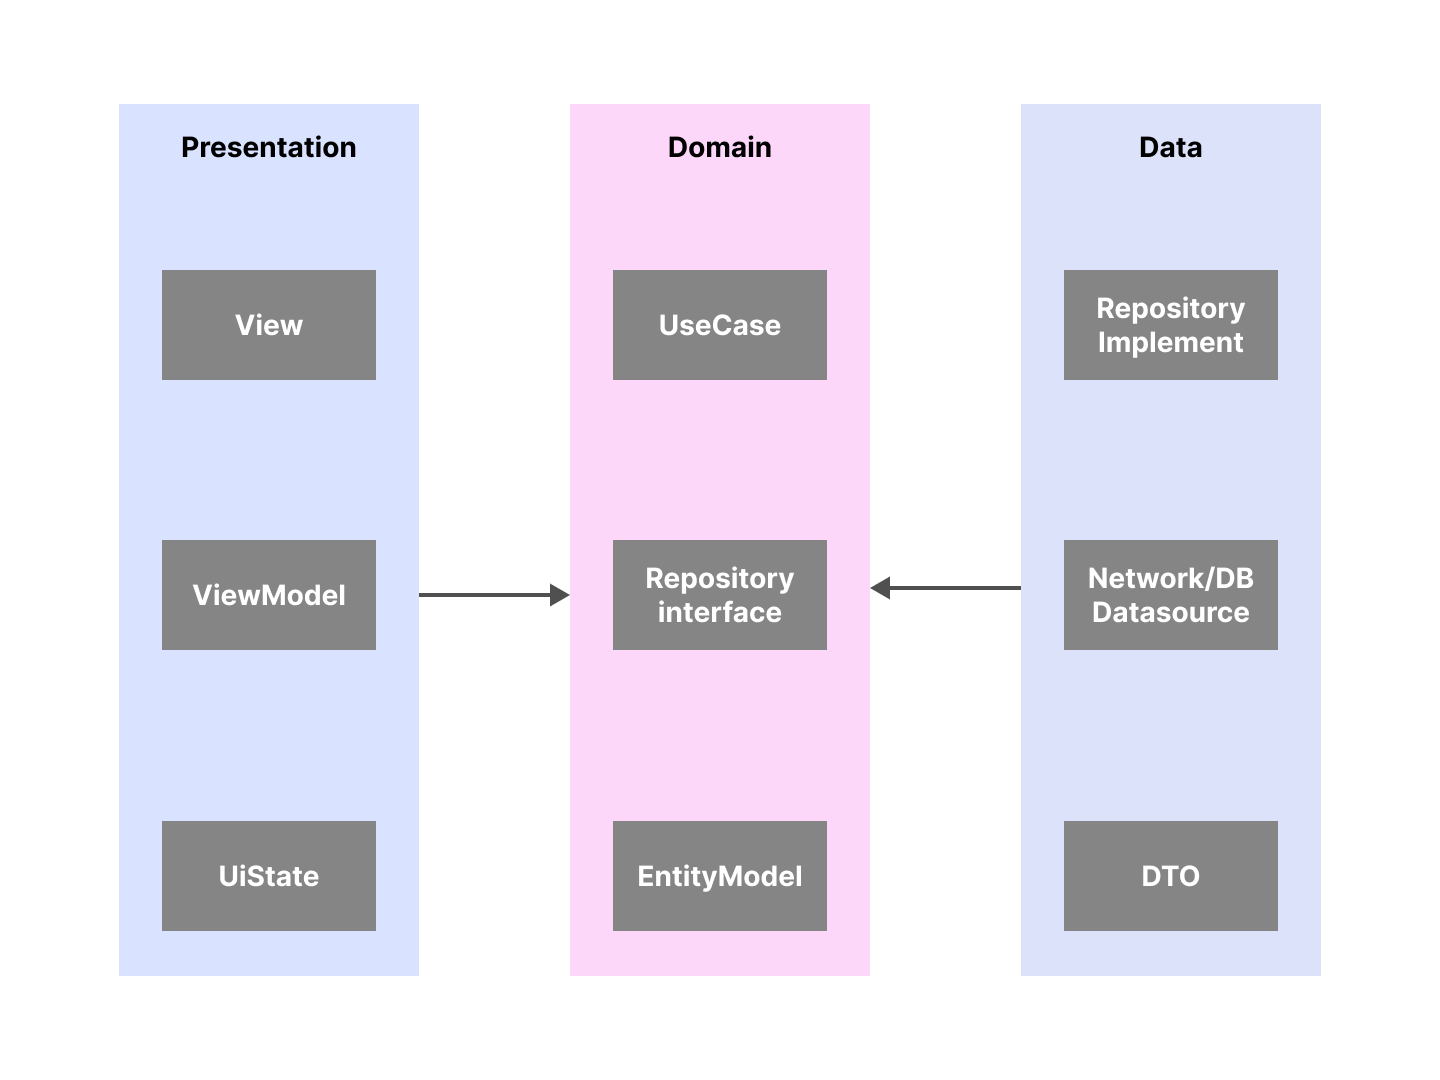 Presentation
View
ViewModel
UiState
Domain
UseCase
Repository
interface
EntityModel
Data
Repository
Implement
Network/DB
Datasource
DTO